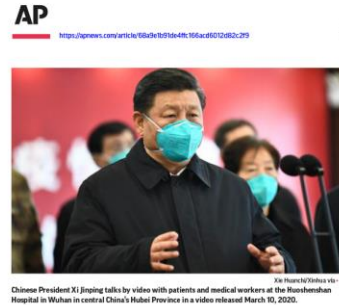 AP
https://apnews.com/article/68a9e1b91de4ffc166acd6012d82c2f9
Xie Huanchi/Xinhua via -
Chinese President Xi Jinping talks by video with patients and medical workers at the Huoshenshan
Hospital in Wuhan in central China's Hubei Province in a video released March 10, 2020.